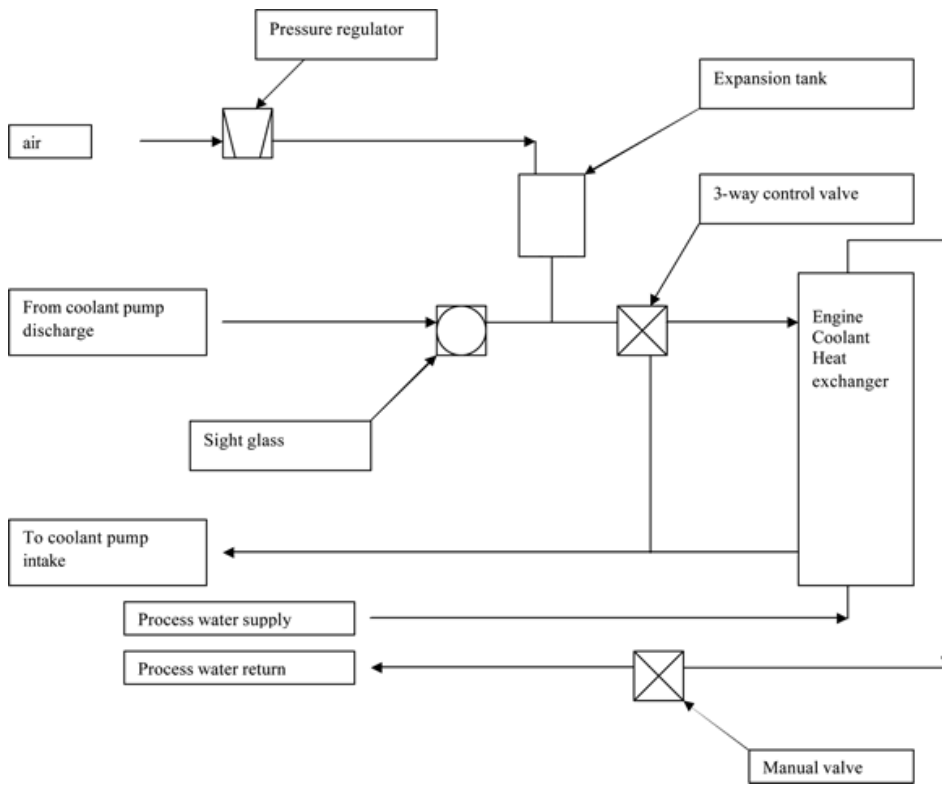 Pressure regulator
Expansion tank
air
3-way control valve
From coolant pump
discharge
Engine
Coolant
Heat
exchanger
Sight glass
To coolant pump
intake
Process water supply
Process water return
Manual valve